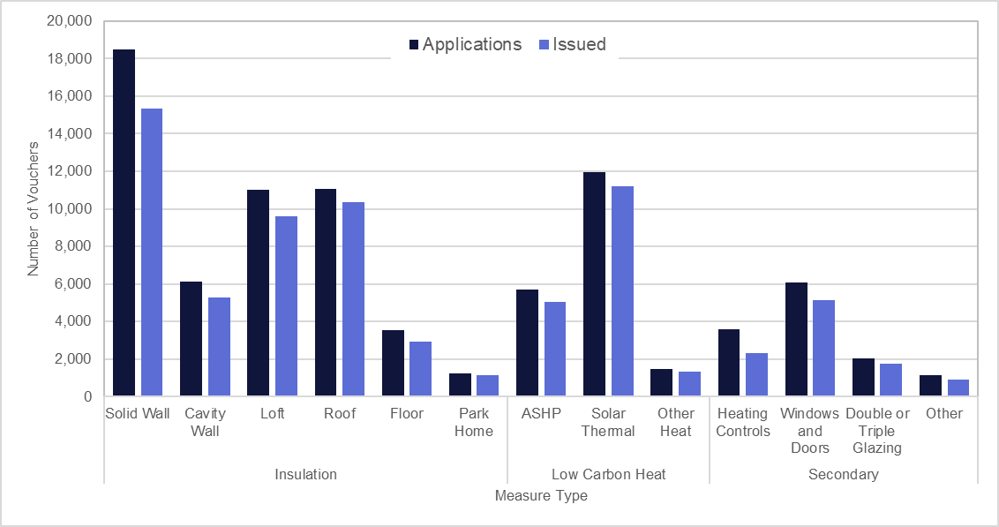 20,000
18,000
16,000
14,000
12,000
10,000
8,000
6,000
4,000
2,000
0
Number of Vouchers
Applications Issued
Solid Wall Cavity Loft Roof Floor Park ASHP Solar Other Heating Windows Double or Other
Wall Home Thermal Heat Controls and Triple
Doors Glazing
Insulation Low Carbon Heat Secondary
Measure Type